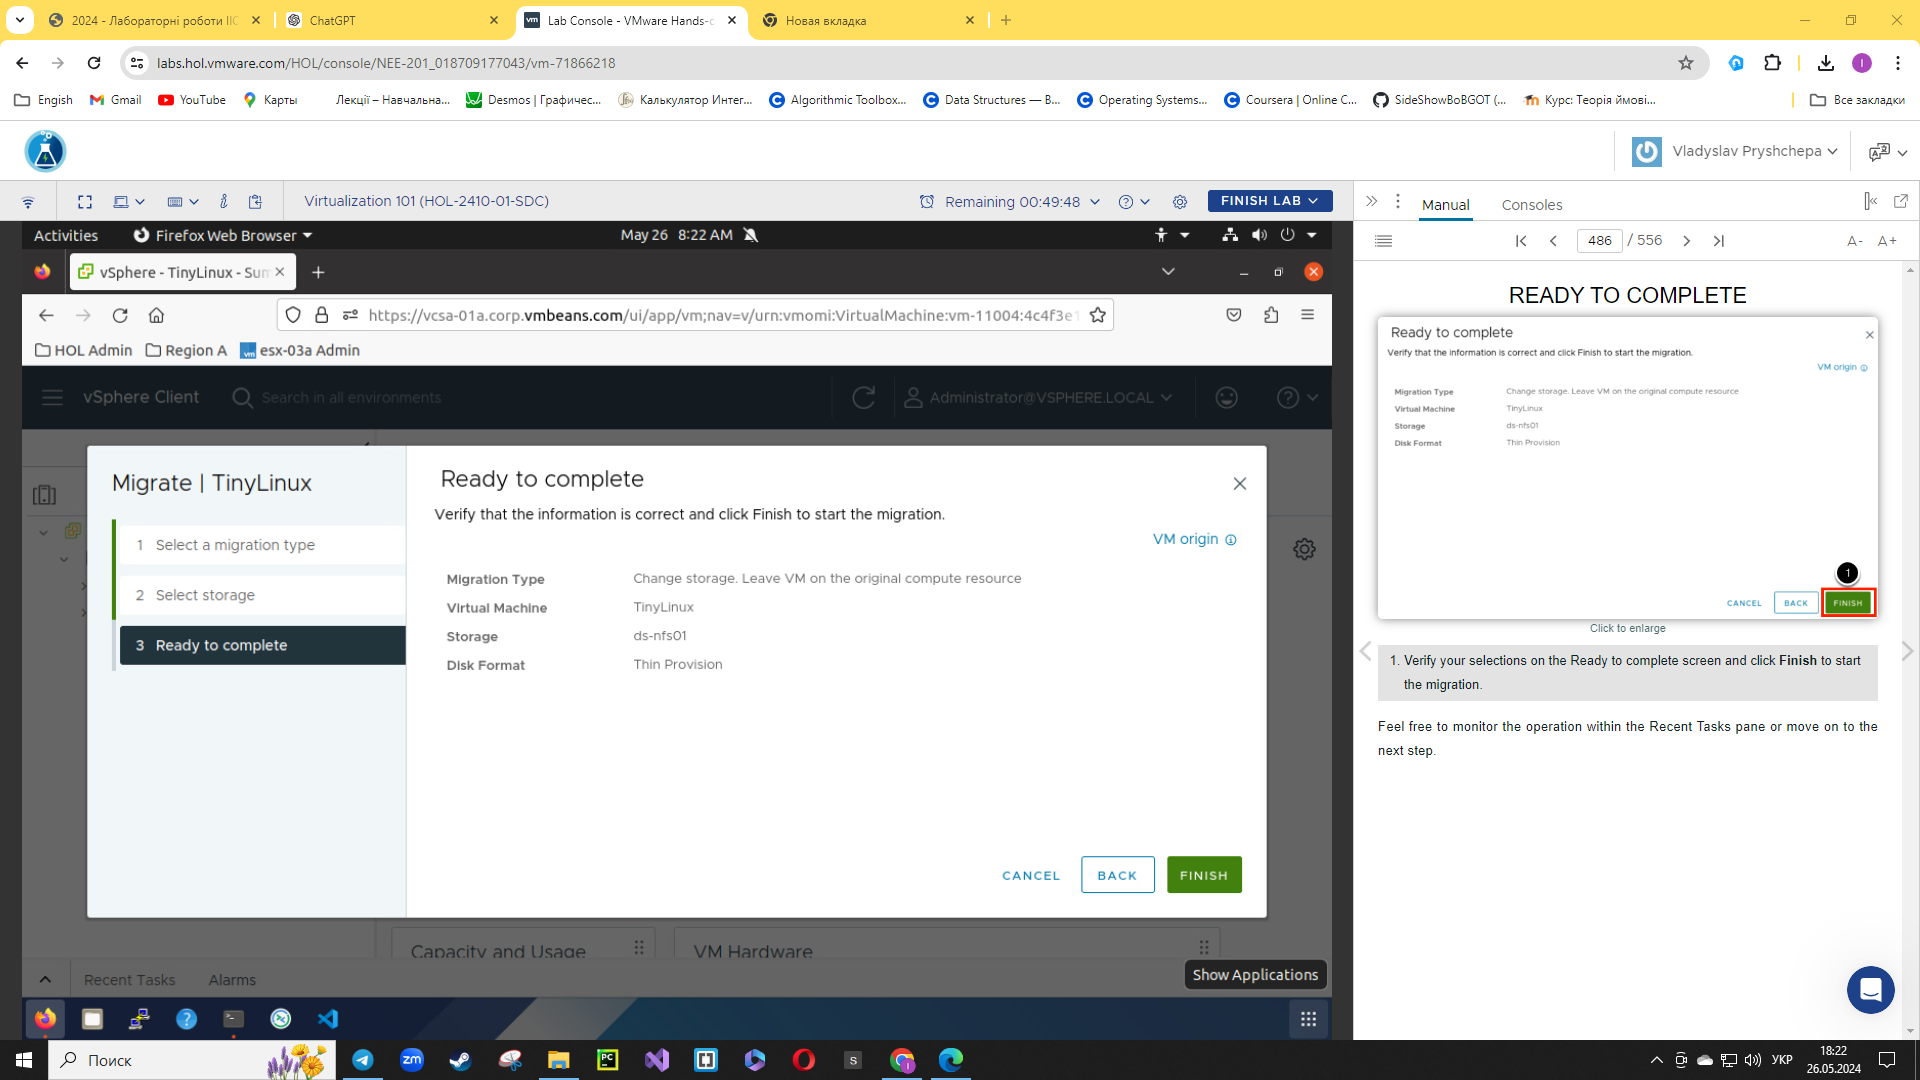 2024 - Лабораторні роботи ІІС
ChatGPT
Lab Console - VMware Hands-o
Новая вкладка
labs.hol.vmware.com/HOL/console/NEE-201_018709177043/vm-71866218
Engish
Gmail
YouTube
Карты
Лекції – Навчальна...
Desmos | Графичес...
Калькулятор Интег...
Algorithmic Toolbox...
Data Structures — В...
Operating Systems...
Coursera | Online C...
SideShowBoBGOT (...
Курс: Теорія ймові...
Все закладки
Vladyslav Pryshchepa
Virtualization 101 (HOL-2410-01-SDC)
Remaining 00:49:48
FINISH LAB
Manual
Consoles
Activities
Firefox Web Browser
May 26 8:22 AM
486 / 556
A- A+
vSphere - TinyLinux - Sum
https://vcsa-01a.corp.vmbeans.com/ui/app/vm;nav=v/urn:vmomi:VirtualMachine:vm-11004:4c4f3e1
HOL Admin
Region A
esx-03a Admin
vSphere Client
Search in all environments
Administrator@VSPHERE.LOCAL
Migrate | TinyLinux
1 Select a migration type
2 Select storage
3 Ready to complete
Ready to complete
Verify that the information is correct and click Finish to start the migration.
VM origin
Migration Type Change storage. Leave VM on the original compute resource
Virtual Machine TinyLinux
Storage ds-nfs01
Disk Format Thin Provision
CANCEL
BACK
FINISH
Capacity and Usage
VM Hardware
Recent Tasks
Alarms
Show Applications
READY TO COMPLETE
Ready to complete
Verify that the information is correct and click Finish to start the migration.
VM origin
Migration Type Change storage. Leave VM on the original compute resource
Virtual Machine TinyLinux
Storage ds-nfs01
Disk Format Thin Provision
1
CANCEL
BACK
FINISH
Click to enlarge
1. Verify your selections on the Ready to complete screen and click Finish to start
the migration.
Feel free to monitor the operation within the Recent Tasks pane or move on to the
next step.
Поиск
УКР
18:22
26.05.2024